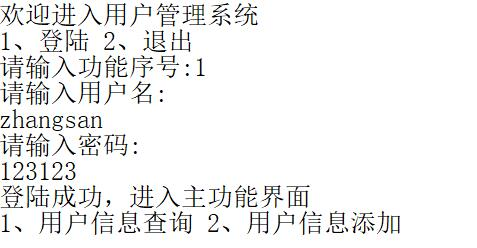 欢迎进入用户管理系统
1、登陆 2、退出
请输入功能序号:1
请输入用户名:
zhangsan
请输入密码:
123123
登陆成功，进入主功能界面
1、用户信息查询 2、用户信息添加